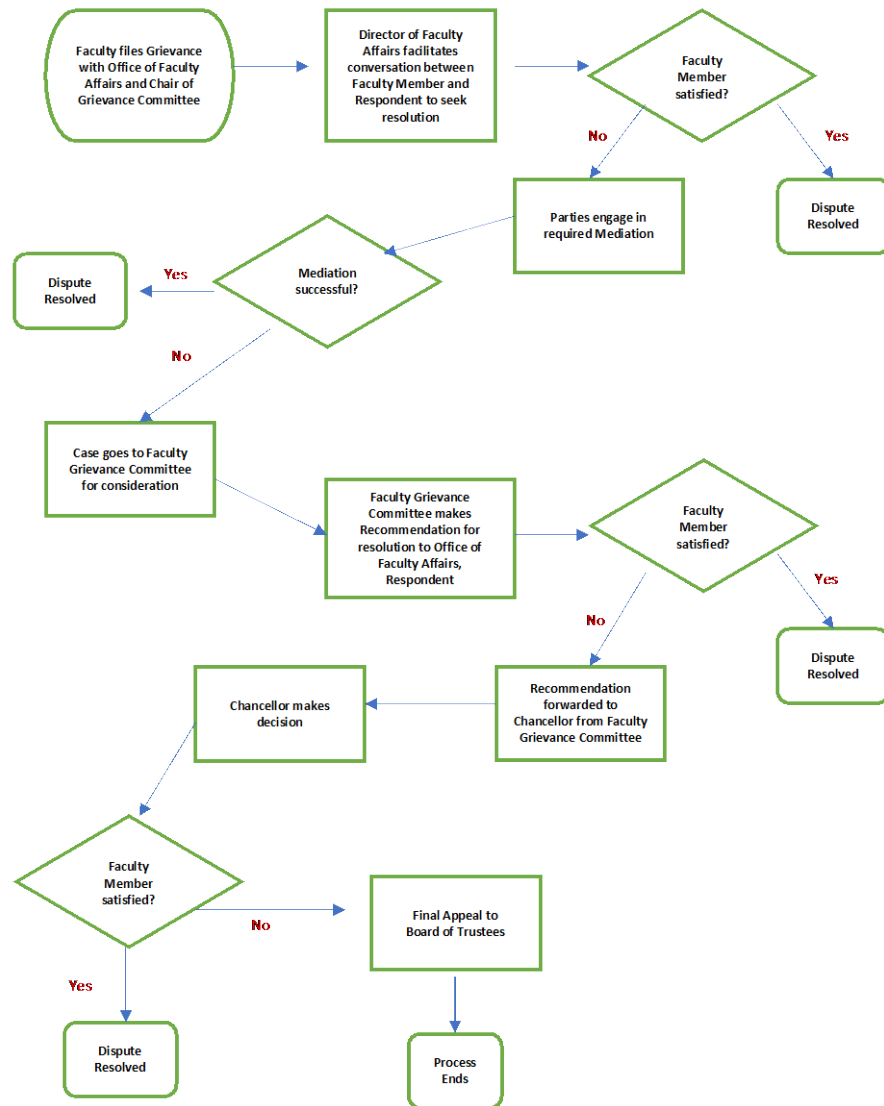 Faculty files Grievance
with Office of Faculty
Affairs and Chair of
Grievance Committee
Director of Faculty
Affairs facilitates
conversation between
Faculty Member and
Respondent to seek
resolution
Faculty
Member
satisfied?
No
Yes
Parties engage in
required Mediation
Dispute
Resolved
Mediation
successful?
Yes
Dispute
Resolved
No
Case goes to Faculty
Grievance Committee
for consideration
Faculty Grievance
Committee makes
Recommendation for
resolution to Office of
Faculty Affairs,
Respondent
Faculty
Member
satisfied?
Yes
No
Dispute
Resolved
Recommendation
forwarded to
Chancellor from Faculty
Grievance Committee
Chancellor makes
decision
Faculty
Member
satisfied?
No
Final Appeal to
Board of Trustees
Yes
Dispute
Resolved
Process
Ends